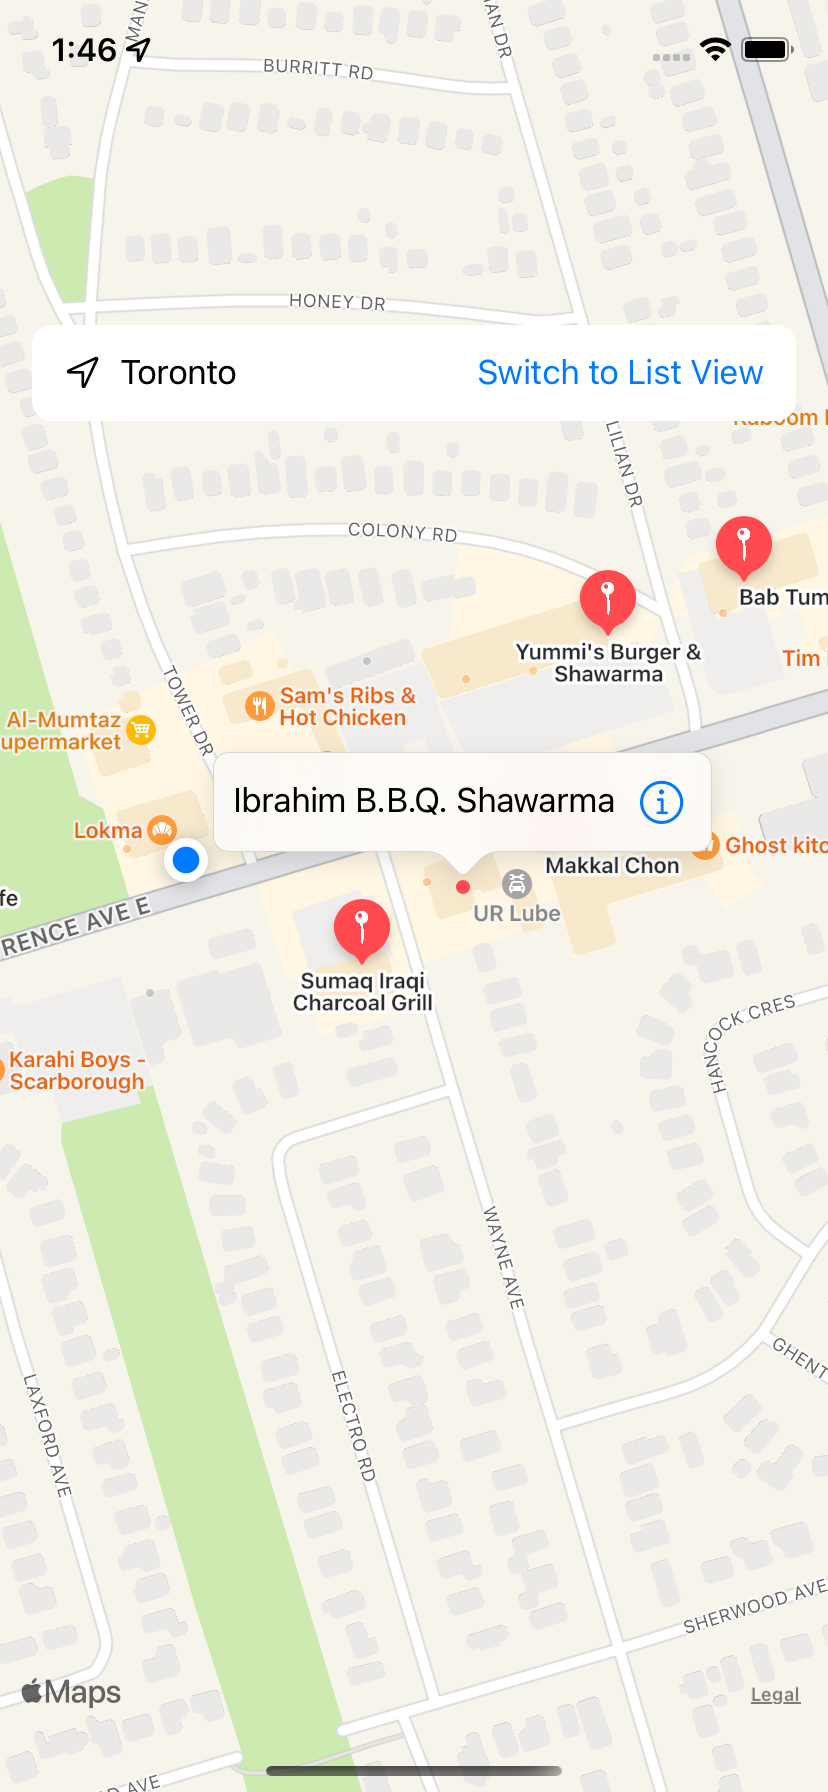 1:46
BURRITT RD
HONEY DR
Toronto
Switch to List View
LILIAN DR
COLONY RD
Bab Tum
Yummi's Burger &
Shawarma
Tim
TOWER DR
Sam's Ribs &
Hot Chicken
Al-Mumtaz
upermarket
Ibrahim B.B.Q. Shawarma
Lokma
Ghost kitc
Makkal Chon
fe
UR Lube
RENCE AVE E
Sumaq Iraqi
Charcoal Grill
HANCOCK CRES
Karahi Boys -
Scarborough
WAYNE AVE
GHENT
LAXFORD AVE
ELECTRO RD
SHERWOOD AVE
Maps
Legal
AVE